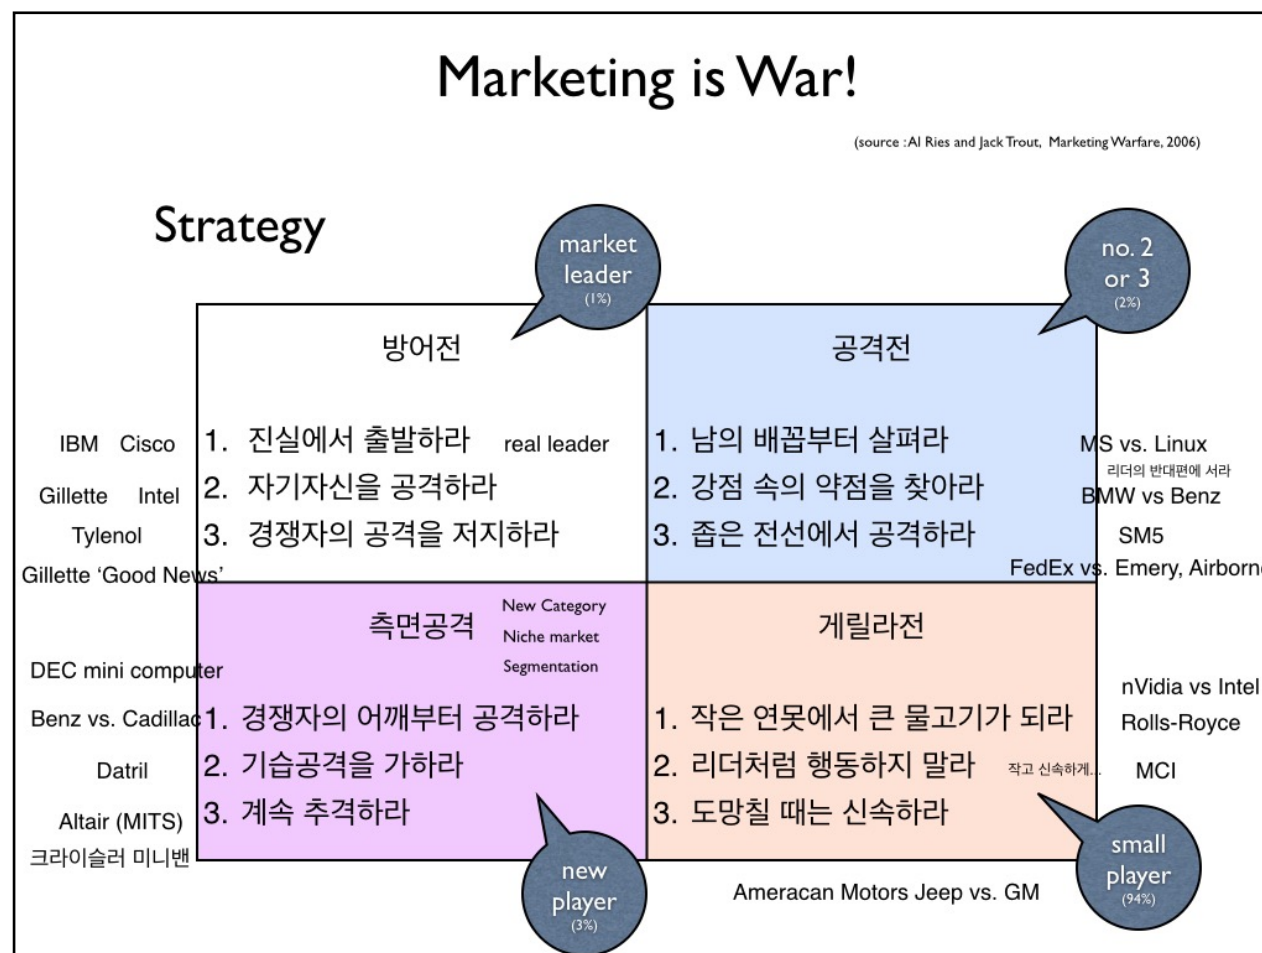 Marketing is War!
(source : Al Ries and Jack Trout, Marketing Warfare, 2006)
Strategy
market
leader
(1%)
no. 2
or 3
(2%)
방어전
IBM Cisco
Gillette Intel
Tylenol
Gillette ‘Good News’
1. 진실에서 출발하라 real leader
2. 자기자신을 공격하라
3. 경쟁자의 공격을 저지하라
공격전
1. 남의 배꼽부터 살펴라
2. 강점 속의 약점을 찾아라
3. 좁은 전선에서 공격하라
MS vs. Linux
리더의 반대편에 서라
BMW vs Benz
SM5
FedEx vs. Emery, Airborne
측면공격
New Category
Niche market
Segmentation
DEC mini computer
Benz vs. Cadillac
Datril
Altair (MITS)
크라이슬러 미니밴
1. 경쟁자의 어깨부터 공격하라
2. 기습공격을 가하라
3. 계속 추격하라
new
player
(3%)
게릴라전
1. 작은 연못에서 큰 물고기가 되라
2. 리더처럼 행동하지 말라 작고 신속하게...
3. 도망칠 때는 신속하라
nVidia vs Intel
Rolls-Royce
MCI
small
player
(94%)
Ameracan Motors Jeep vs. GM